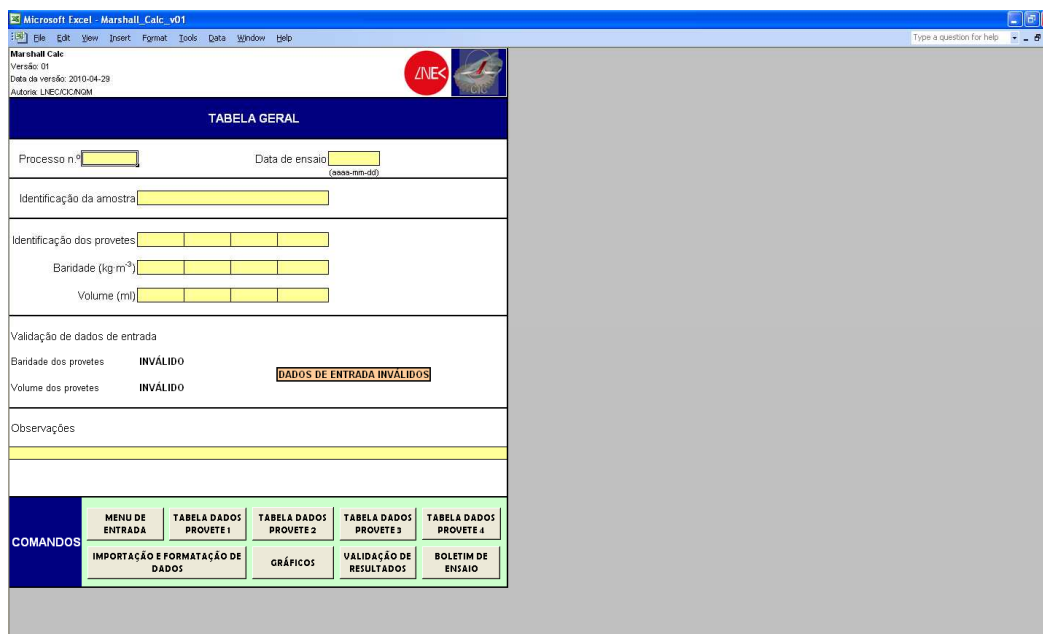 Microsoft Excel - Marshall_Calc_v01
File Edit View Insert Format Tools Data Window Help
Type a question for help
Marshall Calc
Versão: 01
Data da versão: 2010-04-29
Autoria: LNEC/CIC/NQM
LNEC
CIC
TABELA GERAL
Processo n.º
Data de ensaio
(aaaa-mm-dd)
Identificação da amostra
Identificação dos provetes
Baridade (kg·m-3)
Volume (ml)
Validação de dados de entrada
Baridade dos provetes INVÁLIDO
DADOS DE ENTRADA INVÁLIDOS
Volume dos provetes INVÁLIDO
Observações
COMANDOS
MENU DE ENTRADA
TABELA DADOS PROVETE 1
TABELA DADOS PROVETE 2
TABELA DADOS PROVETE 3
TABELA DADOS PROVETE 4
IMPORTAÇÃO E FORMATAÇÃO DE DADOS
GRÁFICOS
VALIDAÇÃO DE RESULTADOS
BOLETIM DE ENSAIO